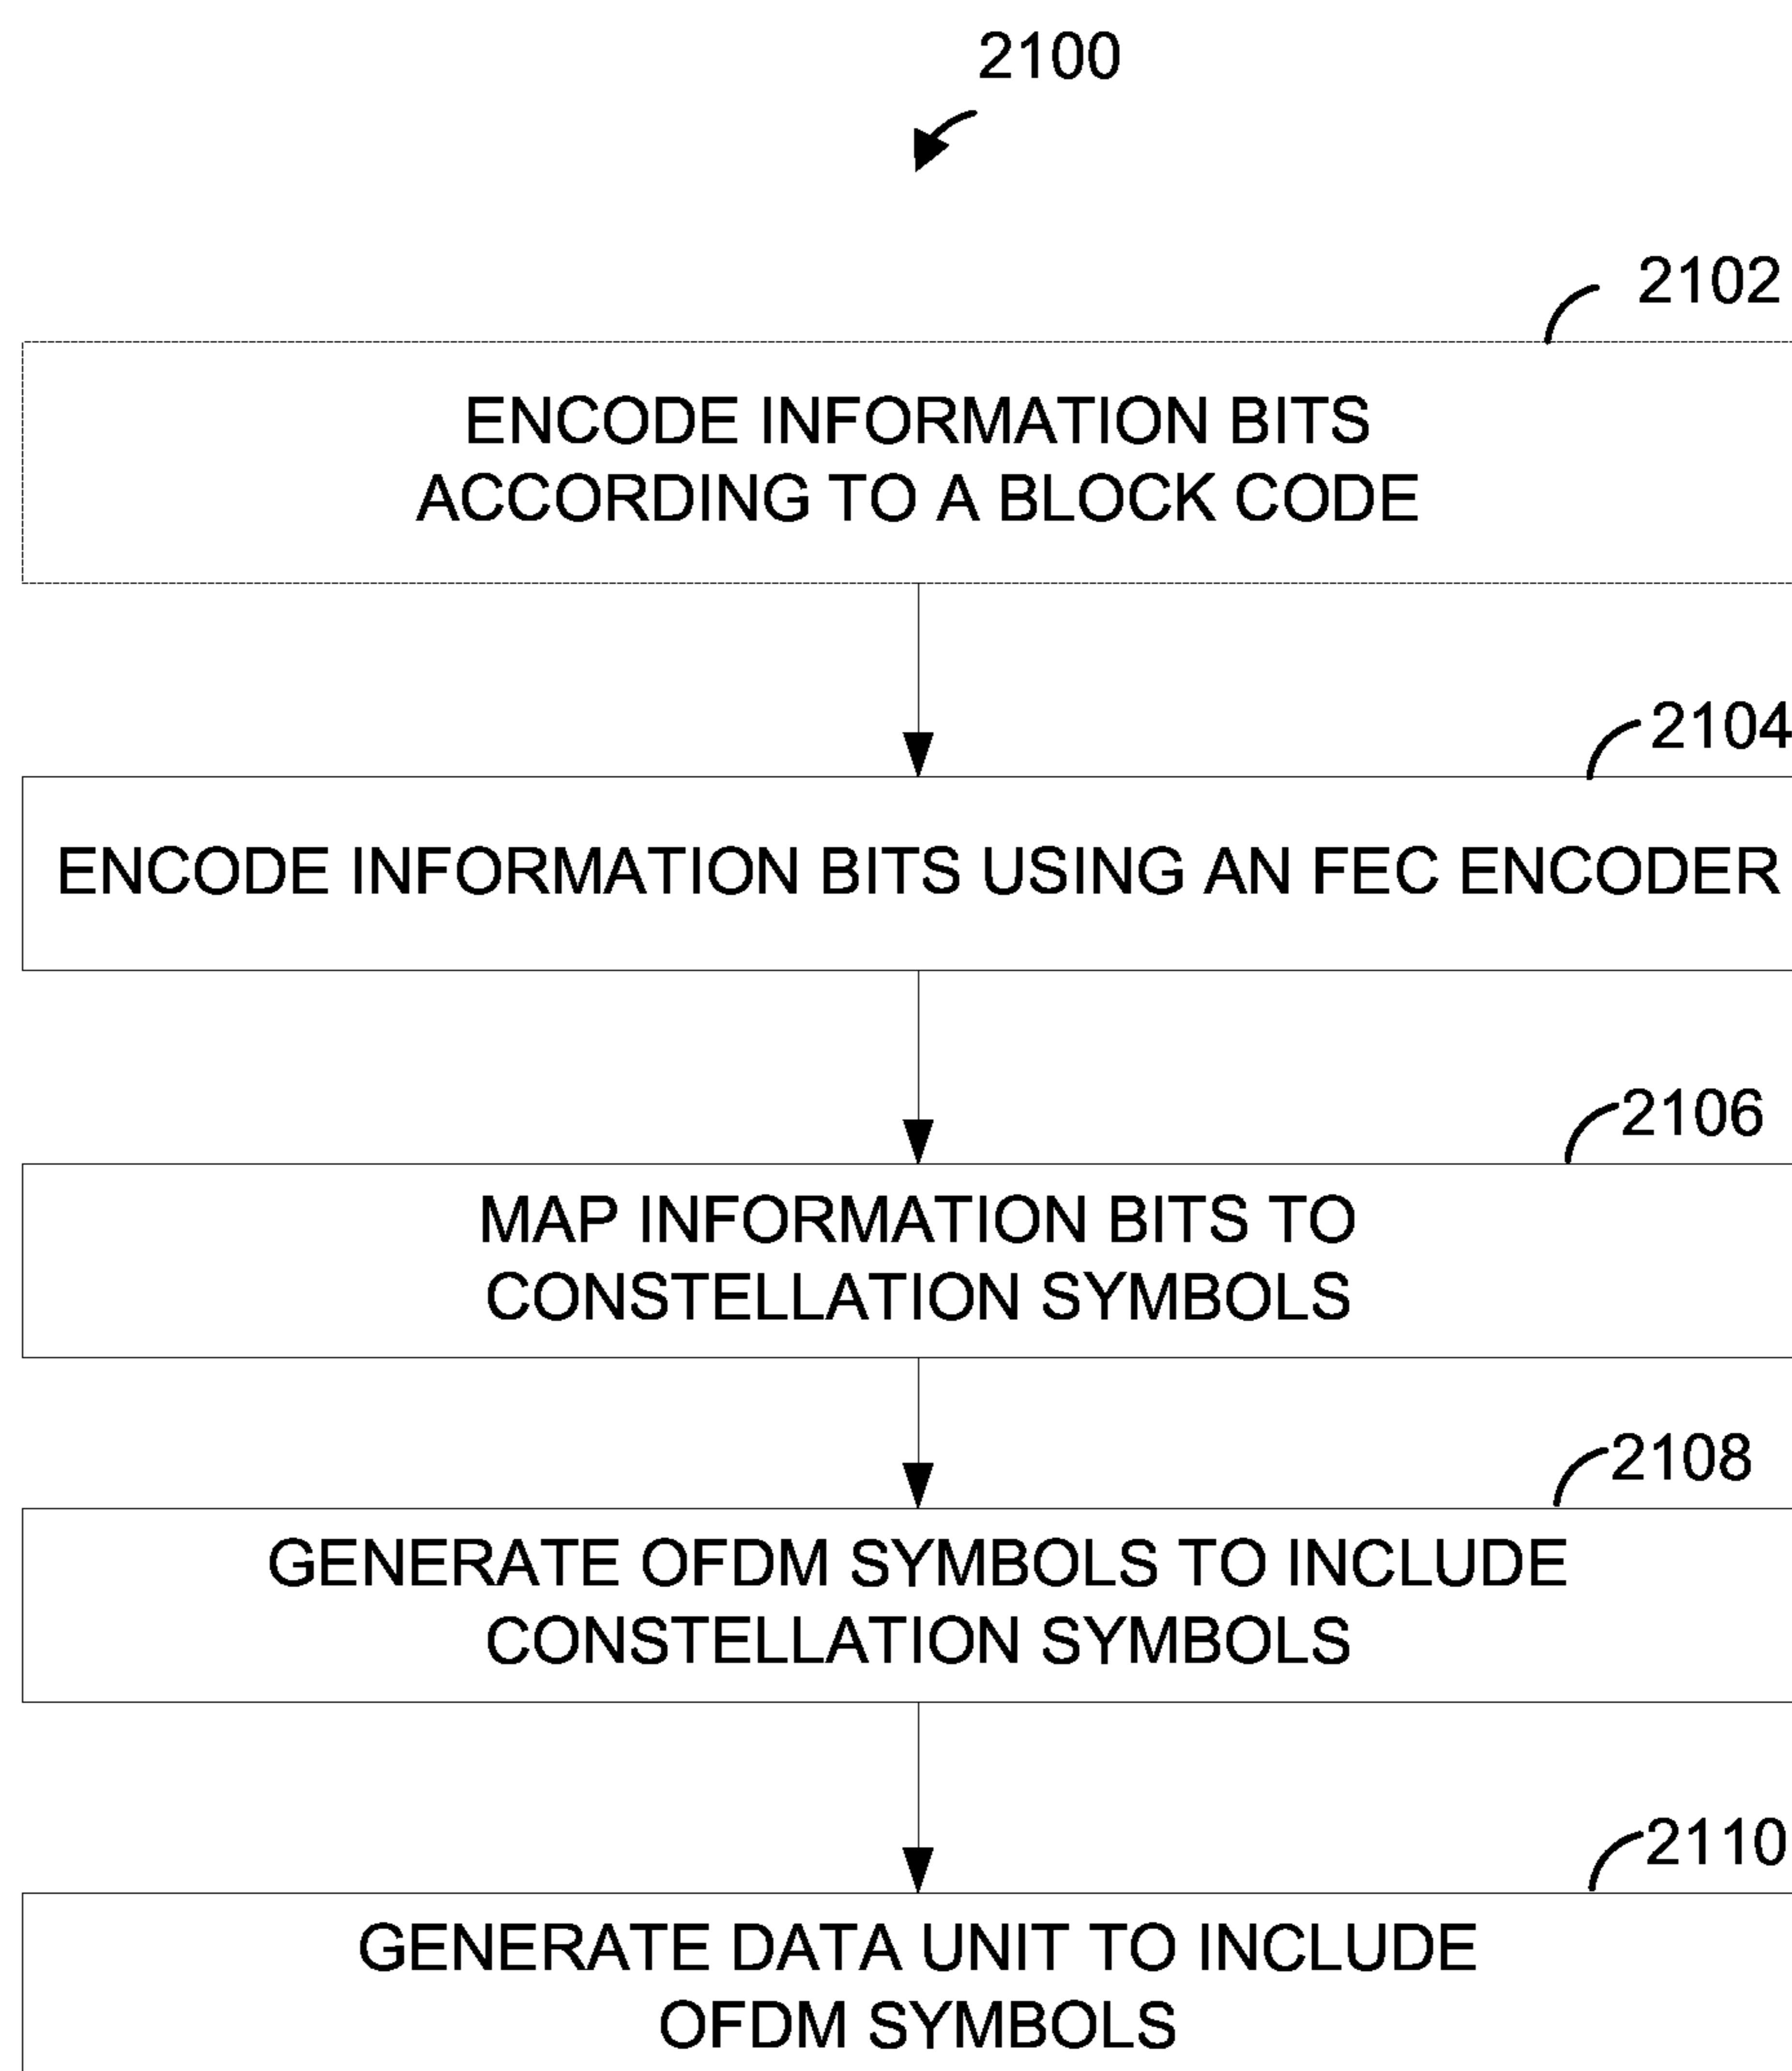 2100
2102
ENCODE INFORMATION BITS
ACCORDING TO A BLOCK CODE
2104
ENCODE INFORMATION BITS USING AN FEC ENCODER
2106
MAP INFORMATION BITS TO
CONSTELLATION SYMBOLS
2108
GENERATE OFDM SYMBOLS TO INCLUDE
CONSTELLATION SYMBOLS
2110
GENERATE DATA UNIT TO INCLUDE
OFDM SYMBOLS